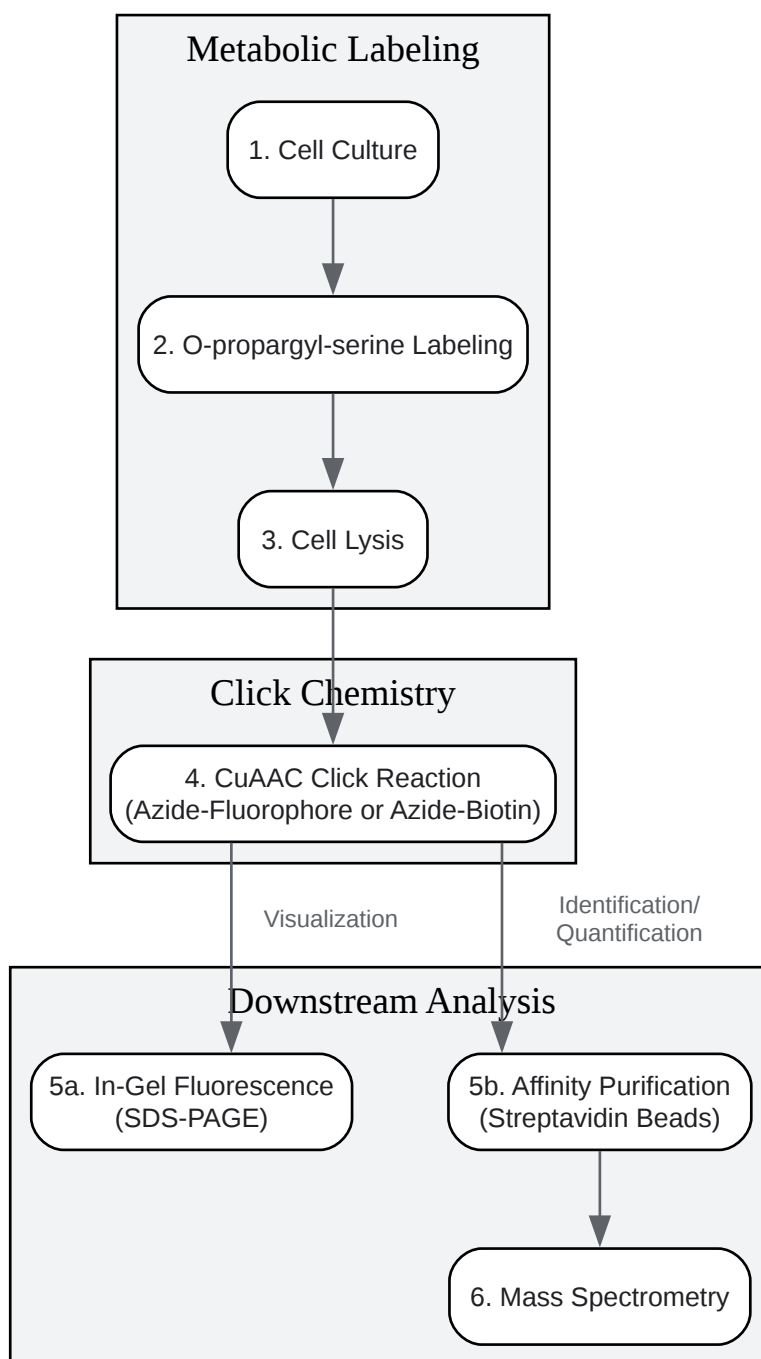 Metabolic Labeling
1. Cell Culture
2. O-propargyl-serine Labeling
3. Cell Lysis
Click Chemistry
4. CuAAC Click Reaction
(Azide-Fluorophore or Azide-Biotin)
Visualization
Identification/
Quantification
Downstream Analysis
5a. In-Gel Fluorescence
(SDS-PAGE)
5b. Affinity Purification
(Streptavidin Beads)
6. Mass Spectrometry